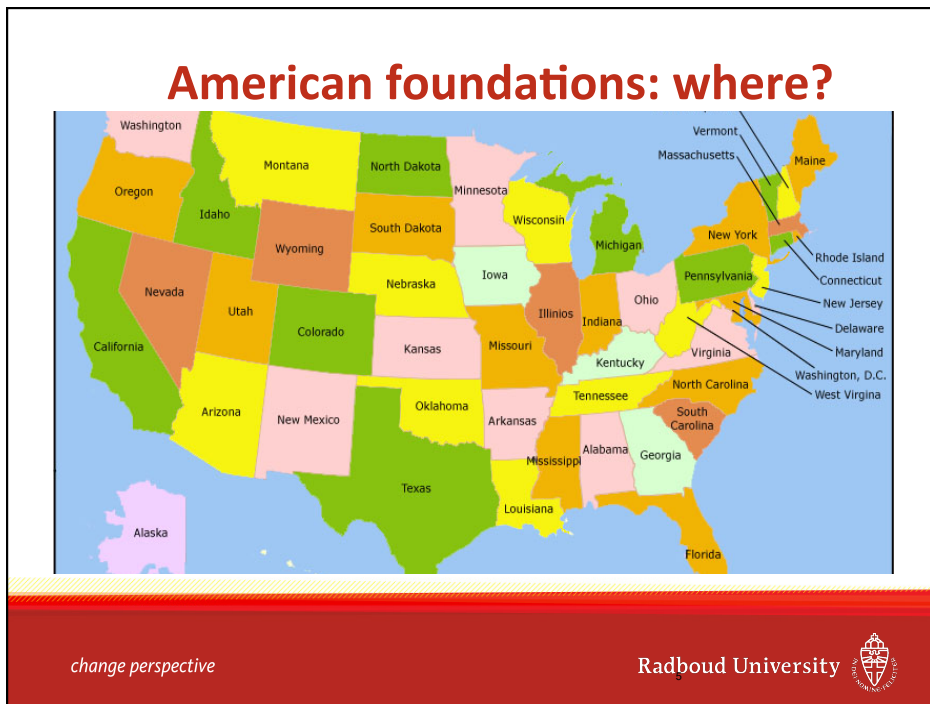 American foundations: where?
Washington
Montana
North Dakota
Minnesota
Vermont
Massachusetts
Maine
Oregon
Idaho
Wyoming
South Dakota
Wisconsin
Michigan
New York
Rhode Island
Connecticut
New Jersey
Delaware
Maryland
Washington, D.C.
West Virgina
Nevada
Utah
Colorado
Nebraska
Iowa
Illinios
Indiana
Ohio
Pennsylvania
California
Kansas
Missouri
Kentucky
Virginia
Arizona
New Mexico
Oklahoma
Arkansas
Tennessee
North Carolina
South
Carolina
Texas
Louisiana
Mississippi
Alabama
Georgia
Florida
Alaska
change perspective
Radboud University
5